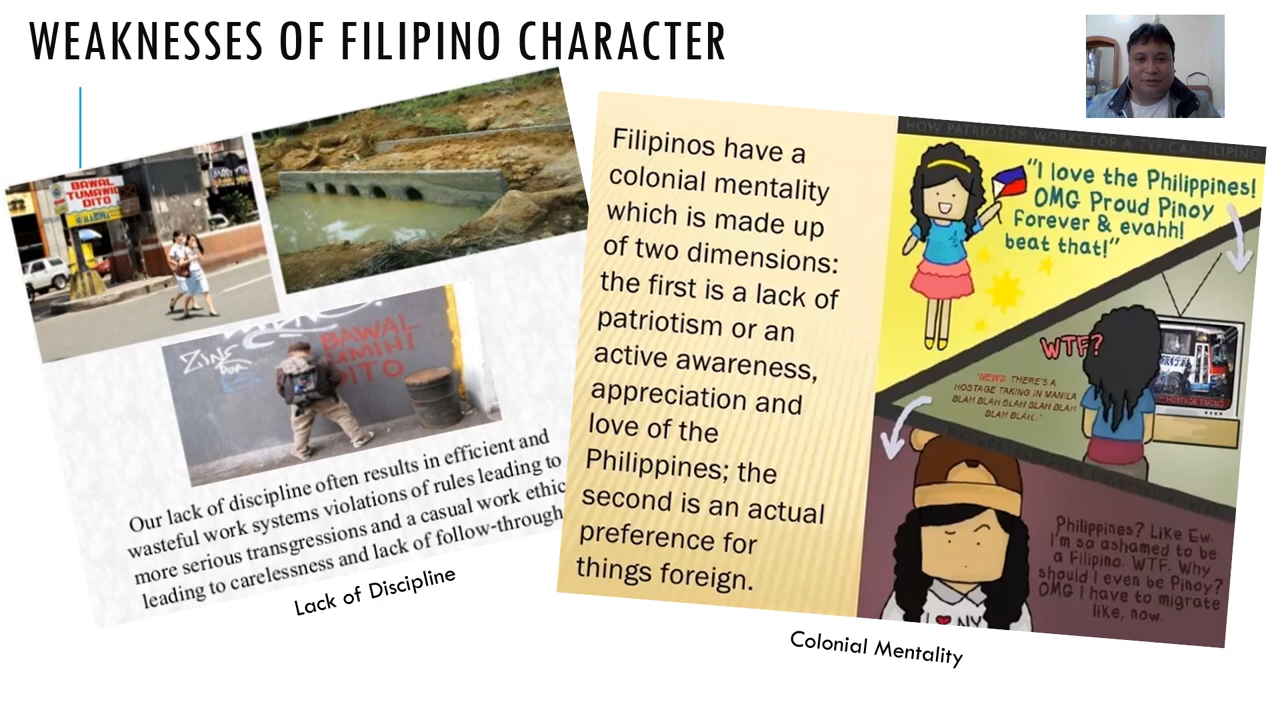 WEAKNESSES OF FILIPINO CHARACTER
BAWAL
TUMAWID
DITO
ZINE
BAWAL
UMIHI
DITO
Our lack of discipline often results in efficient and
wasteful work systems violations of rules leading to
more serious transgressions and a casual work ethic
leading to carelessness and lack of follow-through
Lack of Discipline
Filipinos have a
colonial mentality
which is made up
of two dimensions:
the first is a lack of
patriotism or an
active awareness,
appreciation and
love of the
Philippines; the
second is an actual
preference for
things foreign.
HOW PATRIOTISM WORKS FOR A TYPICAL FILIPINO
"I love the Philippines!
OMG Proud Pinoy
Forever & evahh!
beat that!"
WTF?
"NEWS: THERE'S A
HOSTAGE TAKING IN MANILA
BLAH BLAH BLAH BLAH BLAH
BLAH BLAH.."
HOSTAGE TAKING
Philippines? Like Ew.
I'm so ashamed to be
a Filipino. WTF. Why
should I even be Pinoy?
OMG I have to migrate
like, now.
I ♥ NY
Colonial Mentality